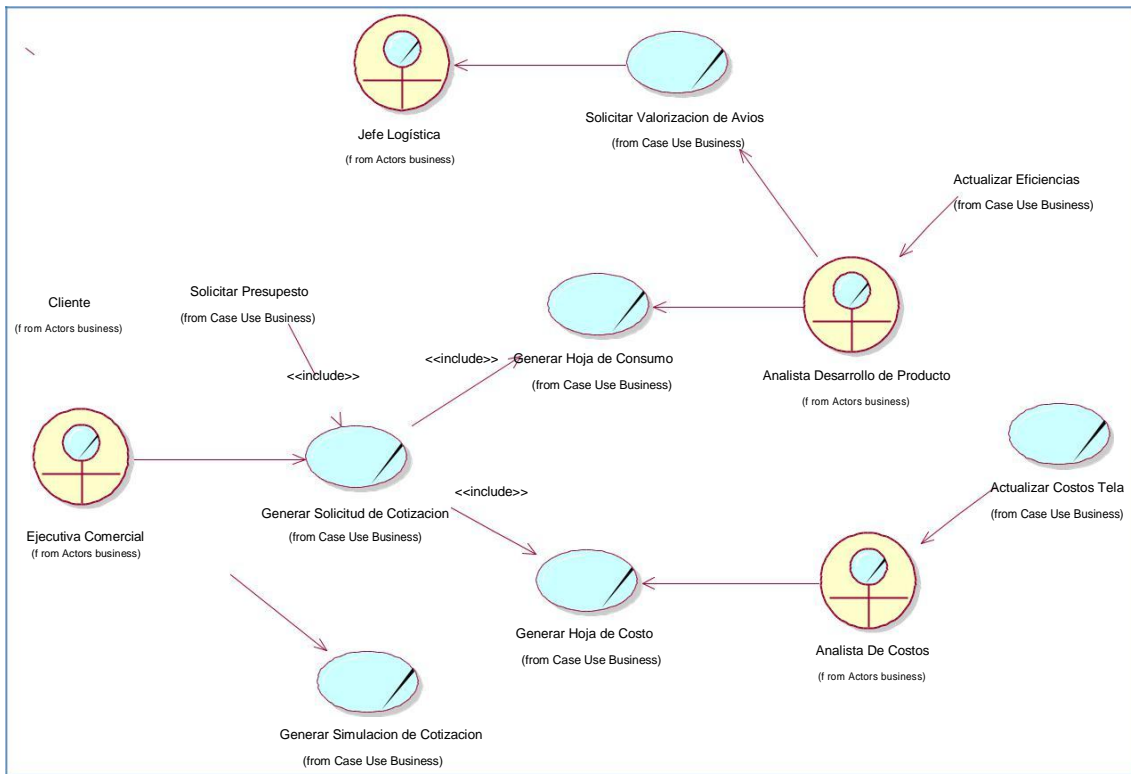 Jefe Logística
(f rom Actors business)
Solicitar Valorizacion de Avios
(from Case Use Business)
Actualizar Eficiencias
(from Case Use Business)
Cliente
(f rom Actors business)
Solicitar Presupesto
(from Case Use Business)
<<include>>
<<include>>
Generar Hoja de Consumo
(from Case Use Business)
Analista Desarrollo de Producto
(f rom Actors business)
Ejecutiva Comercial
(f rom Actors business)
Generar Solicitud de Cotizacion
(from Case Use Business)
<<include>>
Actualizar Costos Tela
(from Case Use Business)
Generar Hoja de Costo
(from Case Use Business)
Analista De Costos
(f rom Actors business)
Generar Simulacion de Cotizacion
(from Case Use Business)